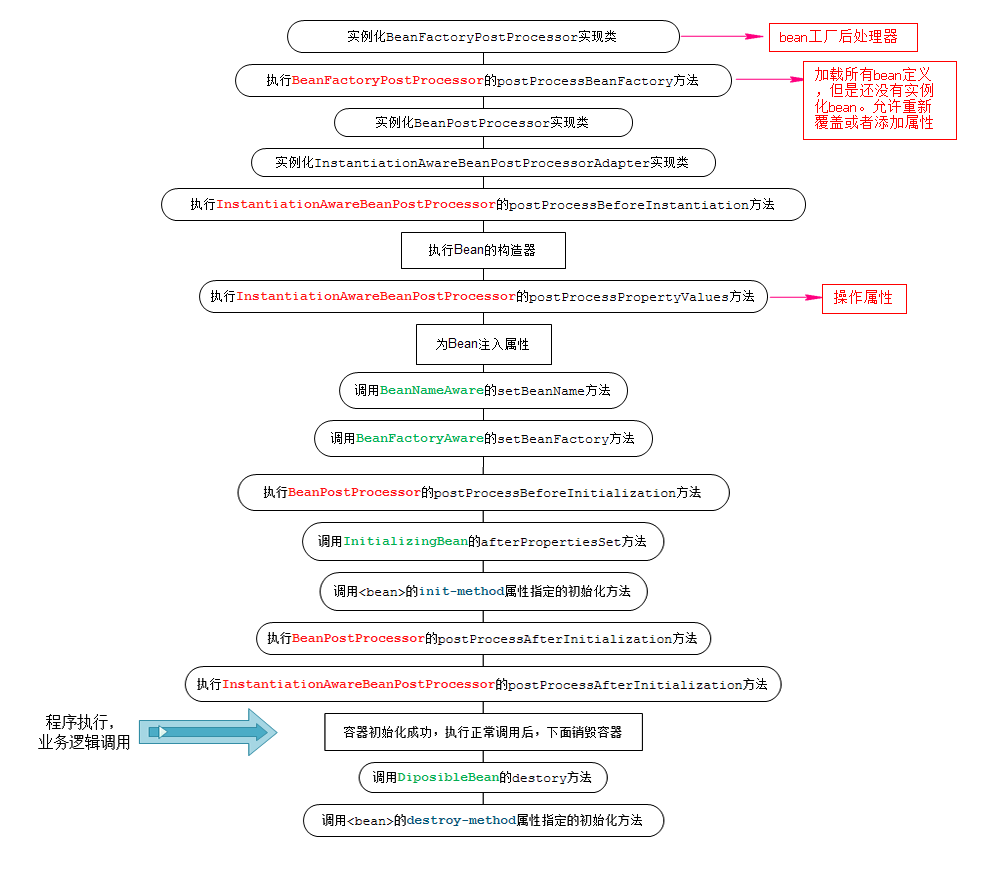 实例化BeanFactoryPostProcessor实现类
bean工厂后处理器
执行BeanFactoryPostProcessor的postProcessBeanFactory方法
加载所有bean定义
，但是还没有实例
化bean。允许重新
覆盖或者添加属性
实例化BeanPostProcessor实现类
实例化InstantiationAwareBeanPostProcessorAdapter实现类
执行InstantiationAwareBeanPostProcessor的postProcessBeforeInstantiation方法
执行Bean的构造器
执行InstantiationAwareBeanPostProcessor的postProcessPropertyValues方法
操作属性
为Bean注入属性
调用BeanNameAware的setBeanName方法
调用BeanFactoryAware的setBeanFactory方法
执行BeanPostProcessor的postProcessBeforeInitialization方法
调用InitializingBean的afterPropertiesSet方法
调用<bean>的init-method属性指定的初始化方法
执行BeanPostProcessor的postProcessAfterInitialization方法
执行InstantiationAwareBeanPostProcessor的postProcessAfterInitialization方法
程序执行，
业务逻辑调用
容器初始化成功，执行正常调用后，下面销毁容器
调用DiposibleBean的destory方法
调用<bean>的destroy-method属性指定的初始化方法